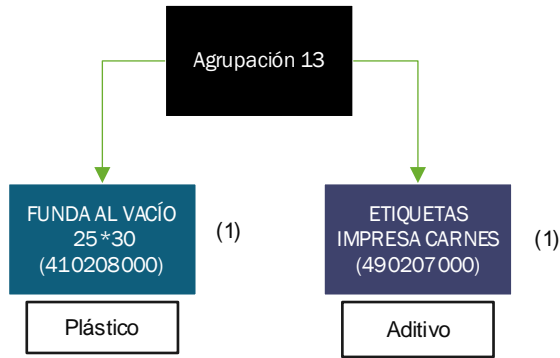 Agrupación 13
FUNDA AL VACÍO
25*30
(410208000)
(1)
ETIQUETAS
IMPRESA CARNES
(490207000)
(1)
Plástico
Aditivo